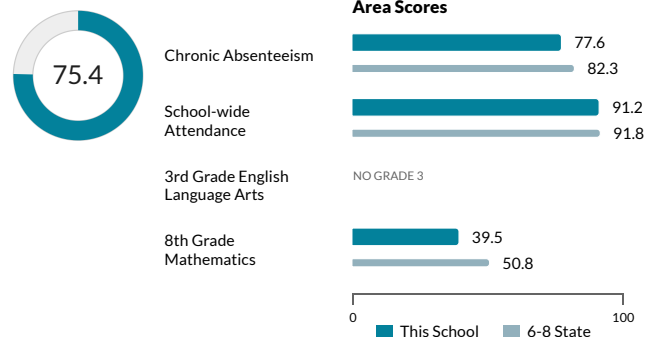 Area Scores
75.4
Chronic Absenteeism
77.6
82.3
School-wide
Attendance
91.2
91.8
3rd Grade English
Language Arts
NO GRADE 3
8th Grade
Mathematics
39.5
50.8
0
100
This School
6-8 State